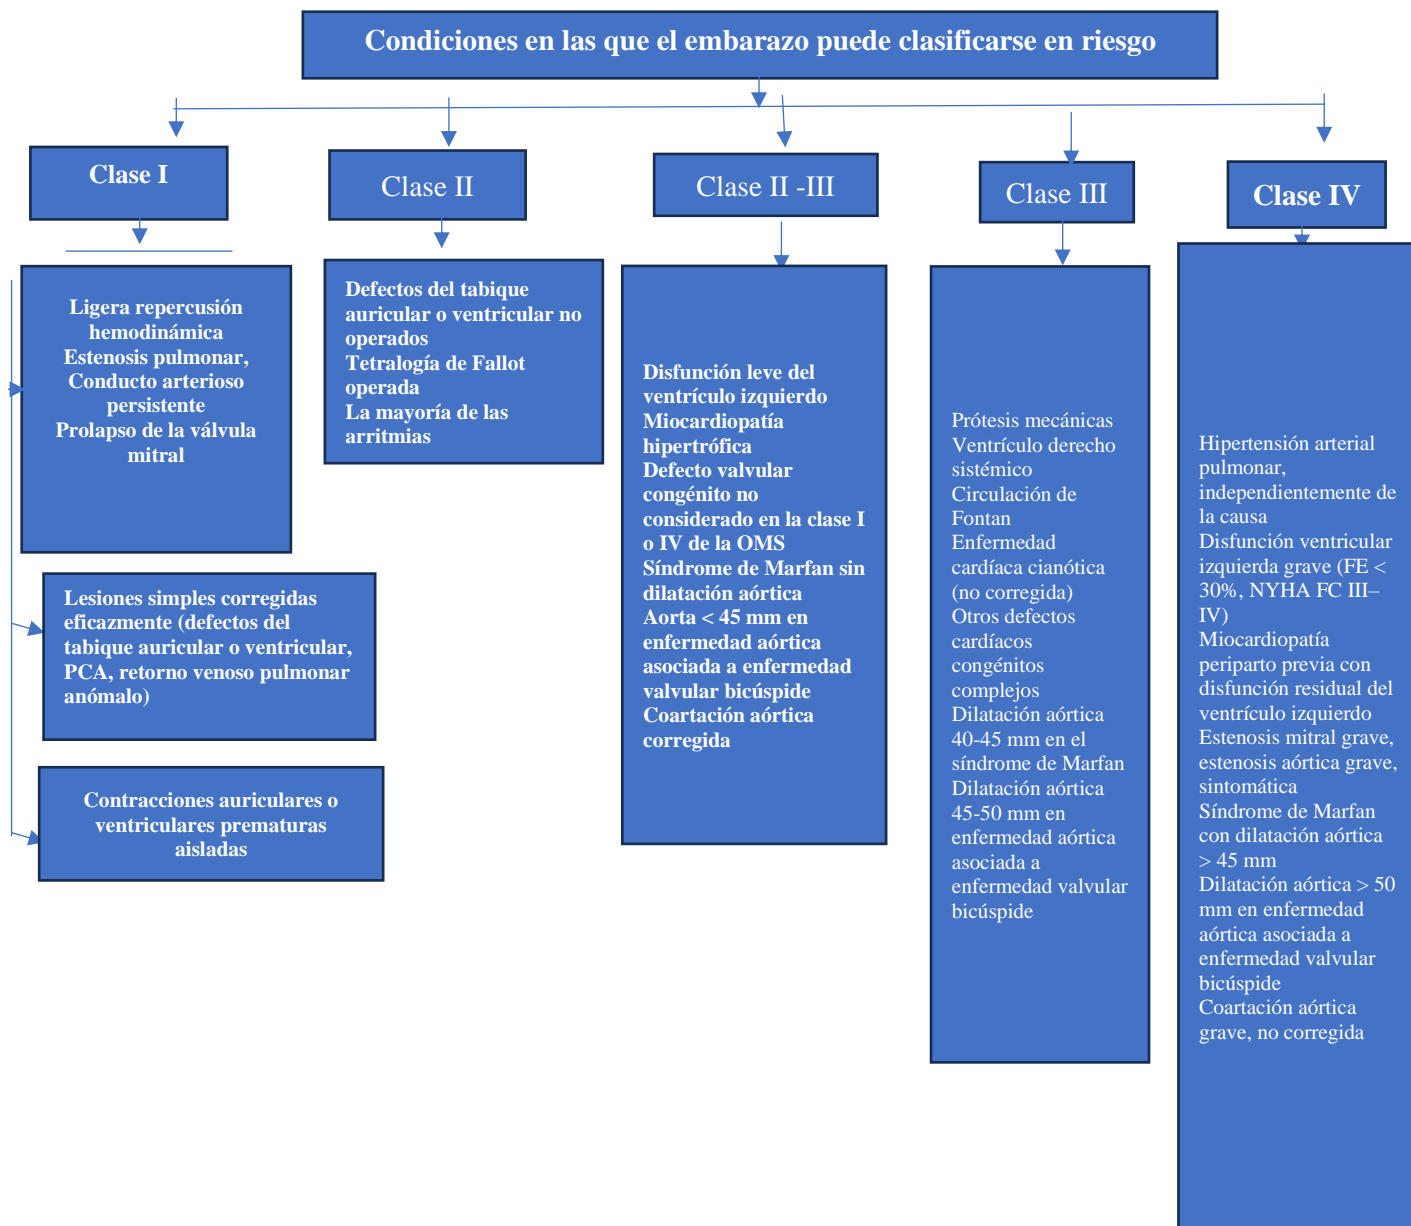 Condiciones en las que el embarazo puede clasificarse en riesgo
Clase I
Clase II
Clase II -III
Clase III
Clase IV
Ligera repercusión
hemodinámica
Estenosis pulmonar,
Conducto arterioso
persistente
Prolapso de la válvula
mitral
Lesiones simples corregidas
eficazmente (defectos del
tabique auricular o ventricular,
PCA, retorno venoso pulmonar
anómalo)
Contracciones auriculares o
ventriculares prematuras
aisladas
Defectos del tabique
auricular o ventricular no
operados
Tetralogía de Fallot
operada
La mayoría de las
arritmias
Disfunción leve del
ventrículo izquierdo
Miocardiopatía
hipertrófica
Defecto valvular
congénito no
considerado en la clase I
o IV de la OMS
Síndrome de Marfan sin
dilatación aórtica
Aorta < 45 mm en
enfermedad aórtica
asociada a enfermedad
valvular bicúspide
Coartación aórtica
corregida
Prótesis mecánicas
Ventrículo derecho
sistémico
Circulación de
Fontan
Enfermedad
cardíaca cianótica
(no corregida)
Otros defectos
cardíacos
congénitos
complejos
Dilatación aórtica
40-45 mm en el
síndrome de Marfan
Dilatación aórtica
45-50 mm en
enfermedad aórtica
asociada a
enfermedad valvular
bicúspide
Hipertensión arterial
pulmonar,
independientemente de
la causa
Disfunción ventricular
izquierda grave (FE <
30%, NYHA FC III–
IV)
Miocardiopatía
periparto previa con
disfunción residual del
ventrículo izquierdo
Estenosis mitral grave,
estenosis aórtica grave,
sintomática
Síndrome de Marfan
con dilatación aórtica
> 45 mm
Dilatación aórtica > 50
mm en enfermedad
aórtica asociada a
enfermedad valvular
bicúspide
Coartación aórtica
grave, no corregida